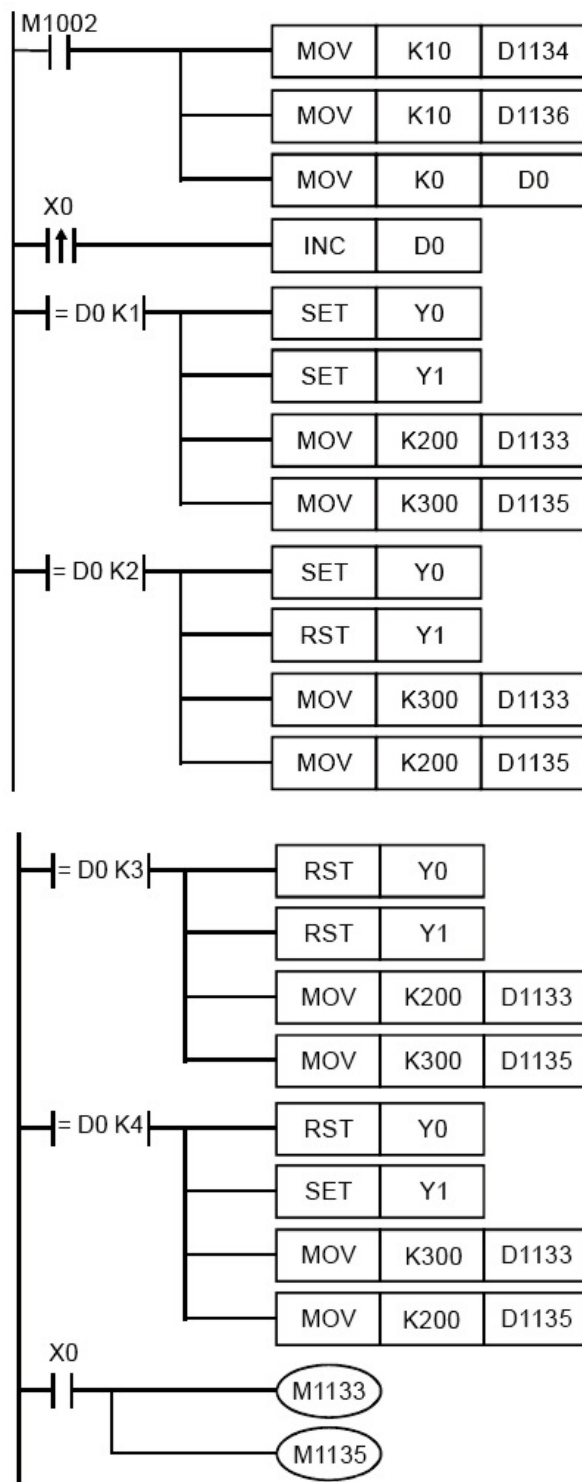 M1002
MOV K10 D1134
MOV K10 D1136
MOV K0 D0
X0
INC D0
= D0 K1
SET Y0
SET Y1
MOV K200 D1133
MOV K300 D1135
= D0 K2
SET Y0
RST Y1
MOV K300 D1133
MOV K200 D1135
= D0 K3
RST Y0
RST Y1
MOV K200 D1133
MOV K300 D1135
= D0 K4
RST Y0
SET Y1
MOV K300 D1133
MOV K200 D1135
X0
M1133
M1135